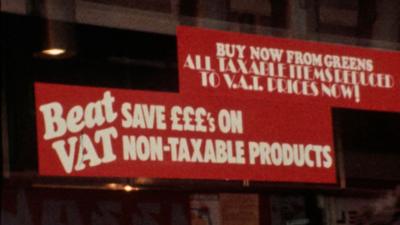 BUY NOW FROM GREENS
ALL TAXABLE ITEMS REDUCED
TO V.A.T. PRICES NOW!
Beat VAT
SAVE £££'s ON
NON-TAXABLE PRODUCTS